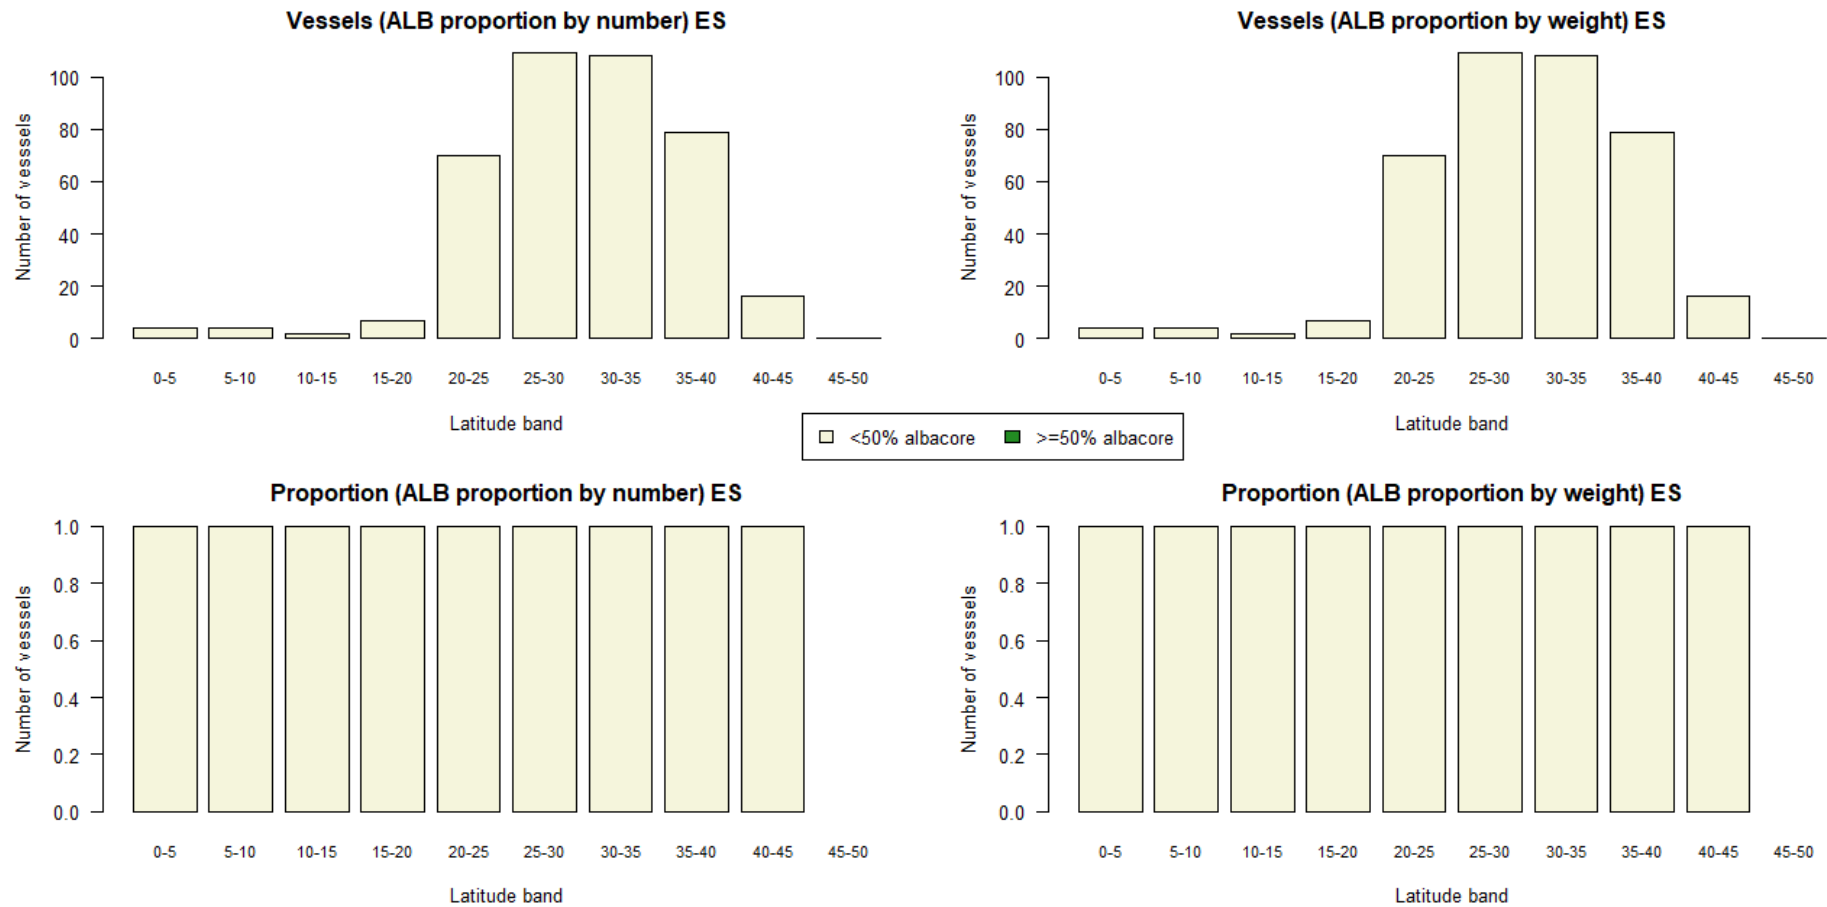 Vessels (ALB proportion by number) ES
Number of vesssels
100
80
60
40
20
0
0-5 5-10 10-15 15-20 20-25 25-30 30-35 35-40 40-45 45-50
Latitude band
Vessels (ALB proportion by weight) ES
Number of vesssels
100
80
60
40
20
0
0-5 5-10 10-15 15-20 20-25 25-30 30-35 35-40 40-45 45-50
Latitude band
<50% albacore >=50% albacore
Proportion (ALB proportion by number) ES
Number of vesssels
1.0
0.8
0.6
0.4
0.2
0.0
0-5 5-10 10-15 15-20 20-25 25-30 30-35 35-40 40-45 45-50
Latitude band
Proportion (ALB proportion by weight) ES
Number of vesssels
1.0
0.8
0.6
0.4
0.2
0.0
0-5 5-10 10-15 15-20 20-25 25-30 30-35 35-40 40-45 45-50
Latitude band